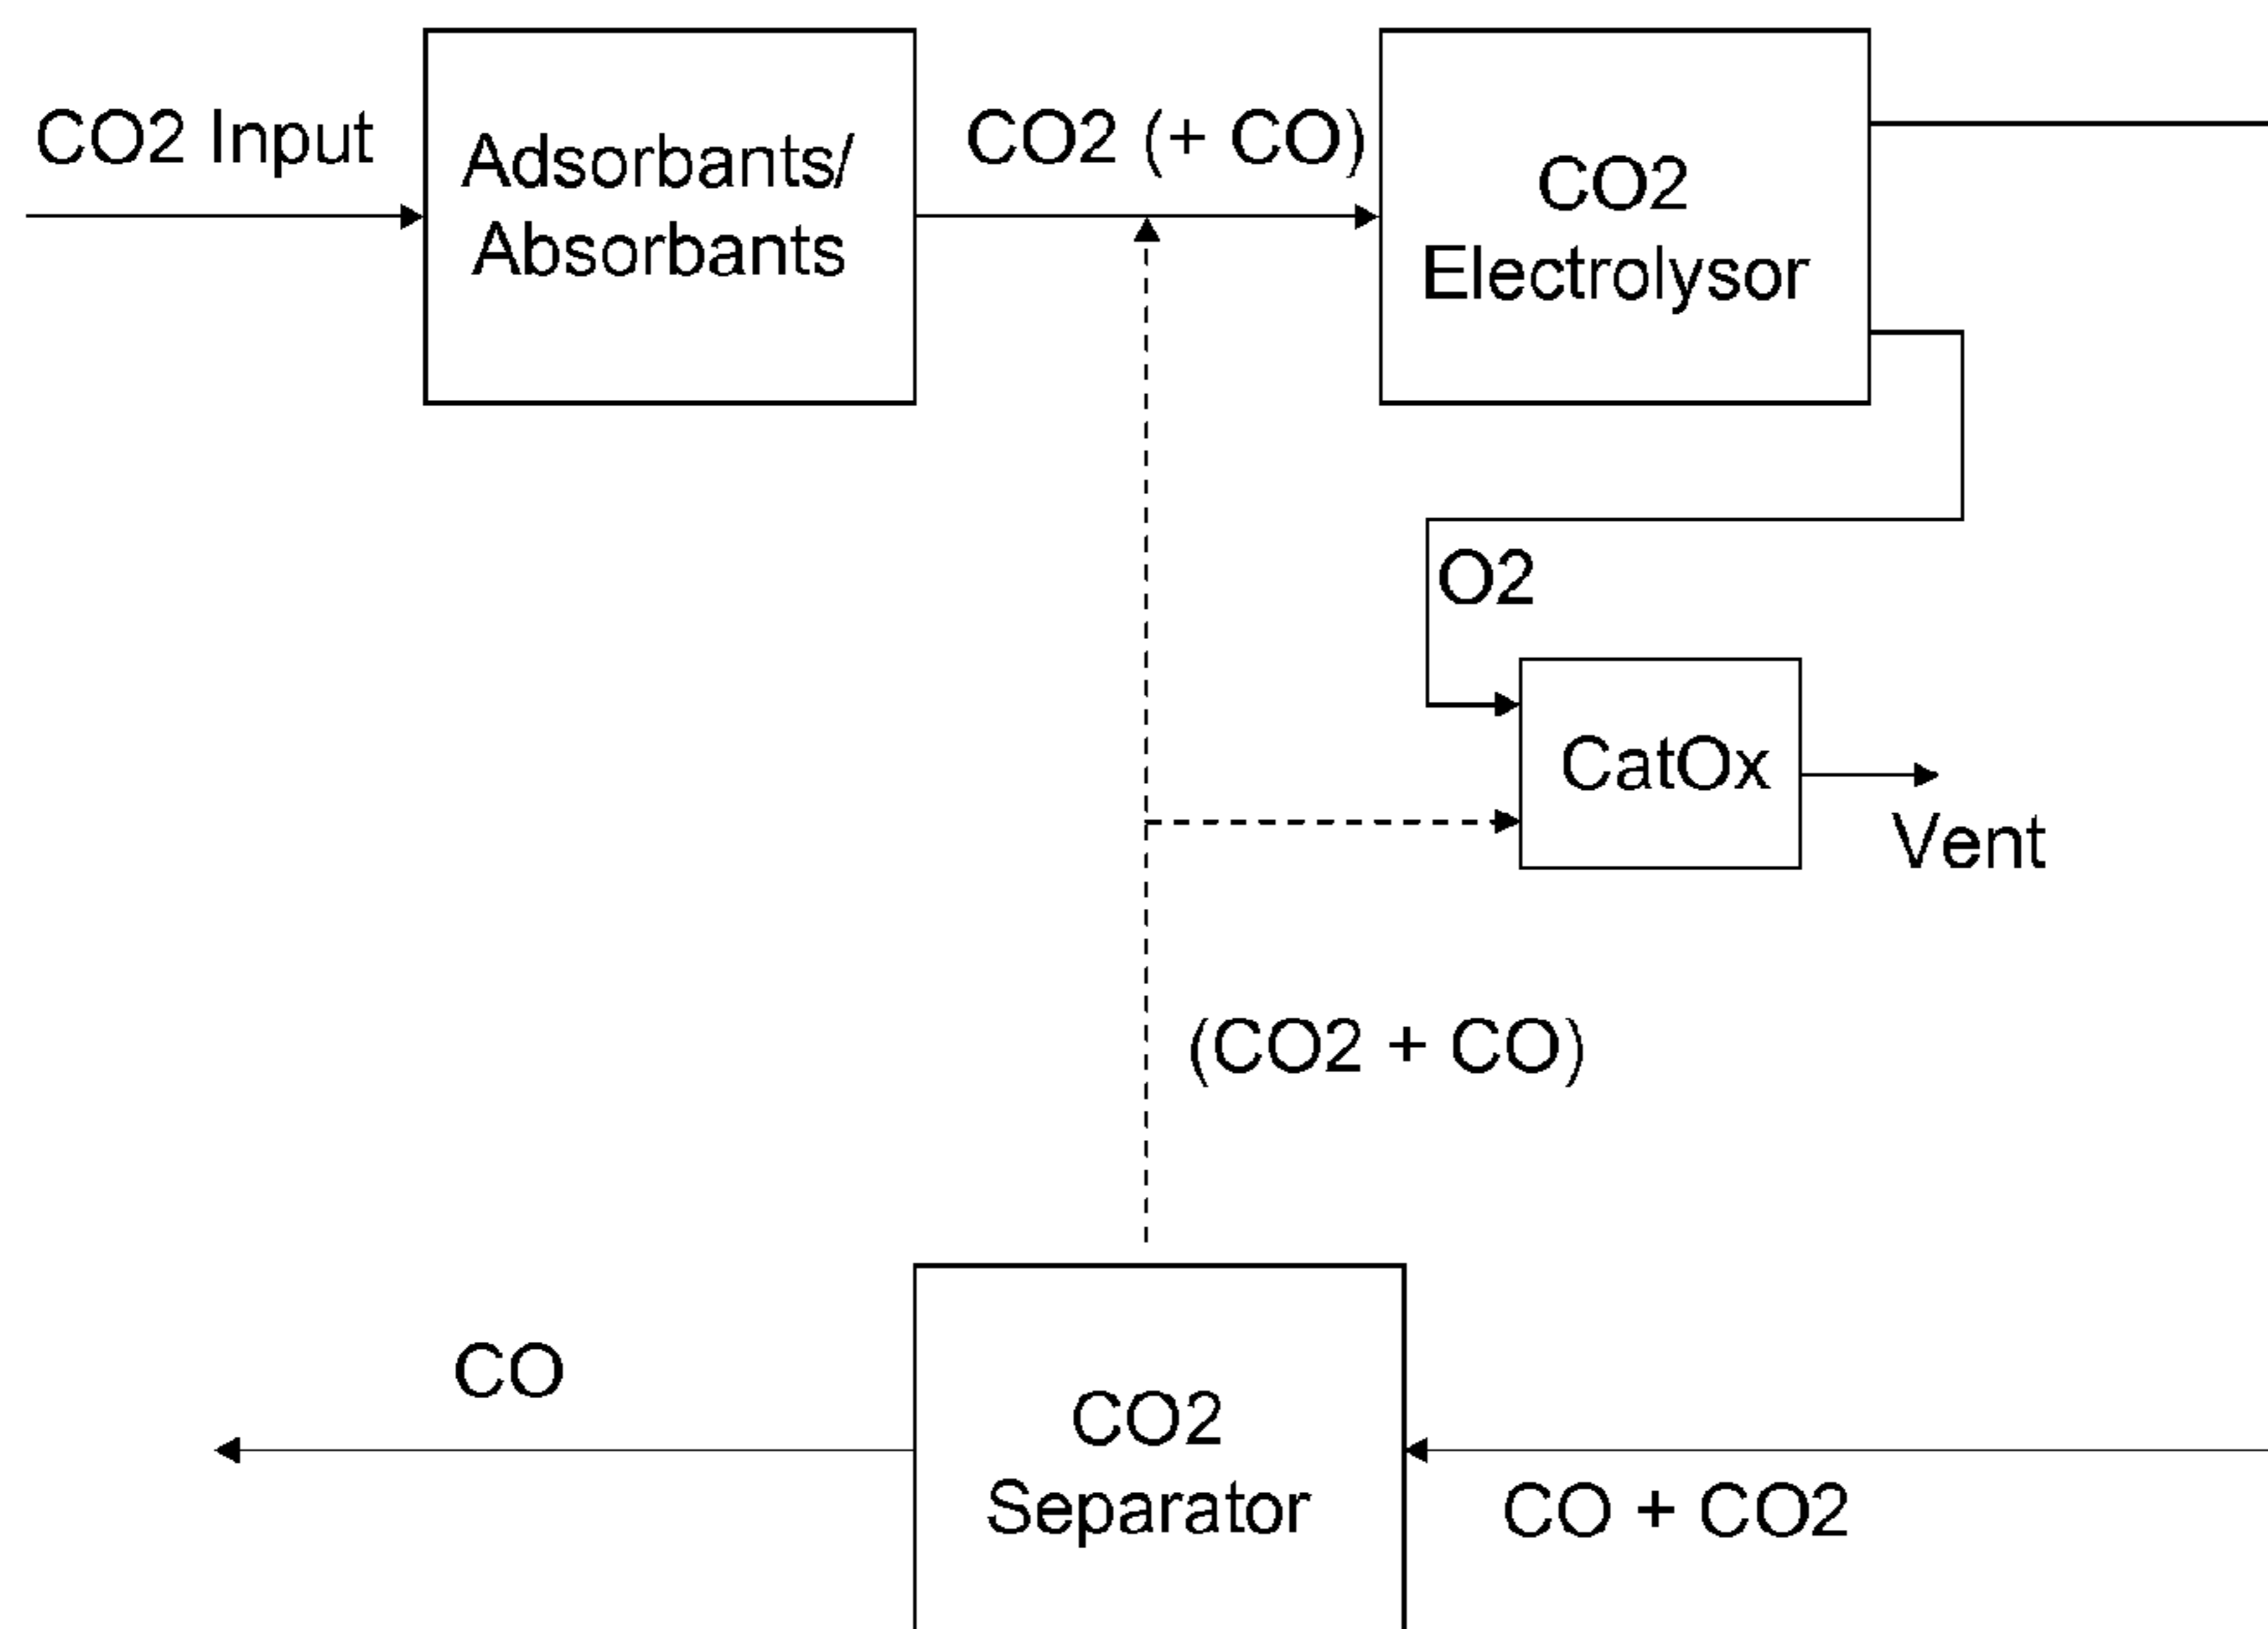 CO2 Input
Adsorbants/
Absorbants
CO2 (+ CO)
CO2
Electrolysor
O2
CatOx
Vent
(CO2 + CO)
CO
CO2
Separator
CO + CO2